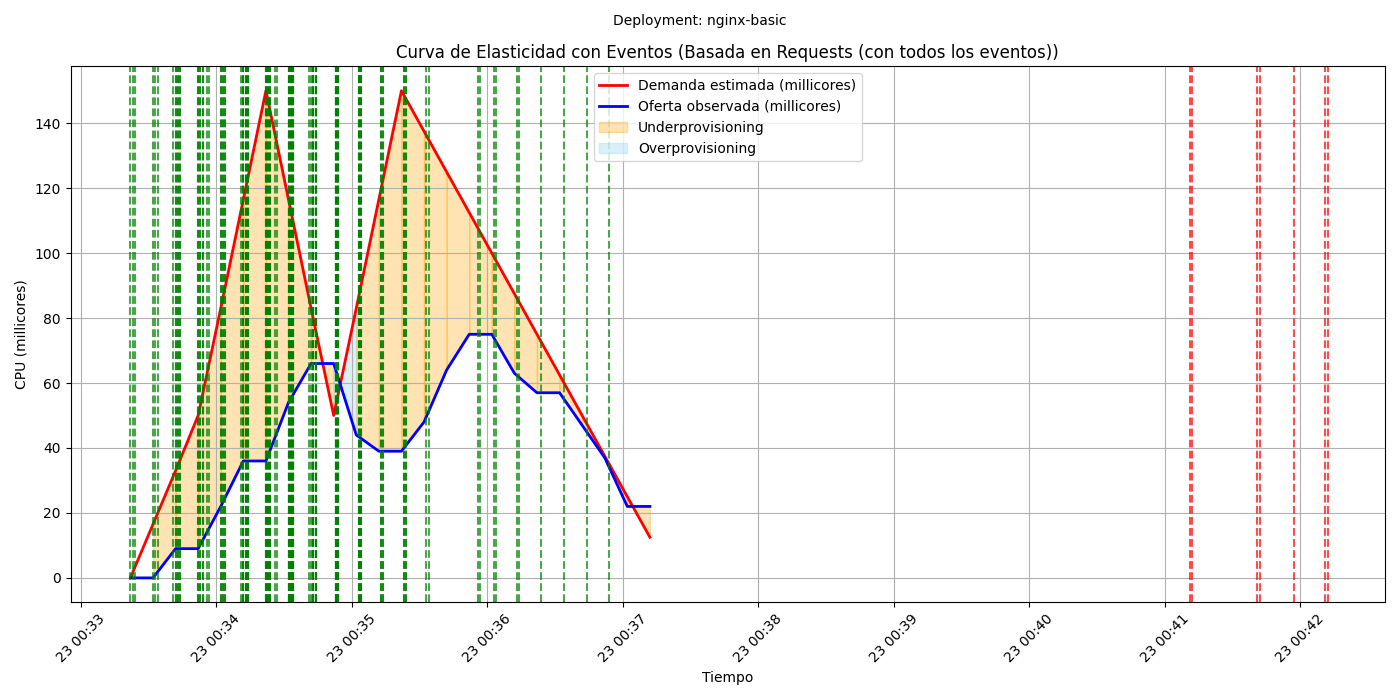 Deployment: nginx-basic
Curva de Elasticidad con Eventos (Basada en Requests (con todos los eventos))
Demanda estimada (millicores)
Oferta observada (millicores)
Underprovisioning
Overprovisioning
CPU (millicores)
140
120
100
80
60
40
20
0
23 00:33
23 00:34
23 00:35
23 00:36
23 00:37
23 00:38
23 00:39
23 00:40
23 00:41
23 00:42
Tiempo